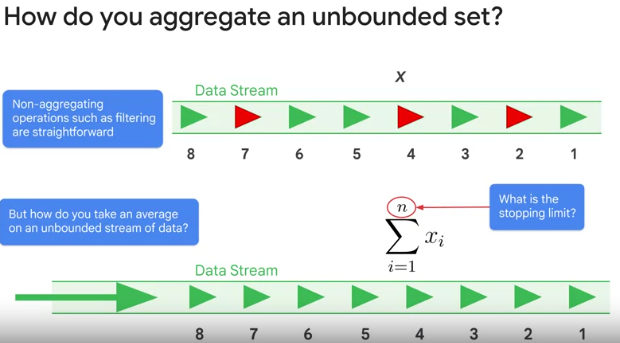 How do you aggregate an unbounded set?
X
Data Stream
Non-aggregating
operations such as filtering
are straightforward
8 7 6 5 4 3 2 1
But how do you take an average
on an unbounded stream of data?
What is the
stopping limit?
n
∑ xᵢ
i=1
Data Stream
8 7 6 5 4 3 2 1